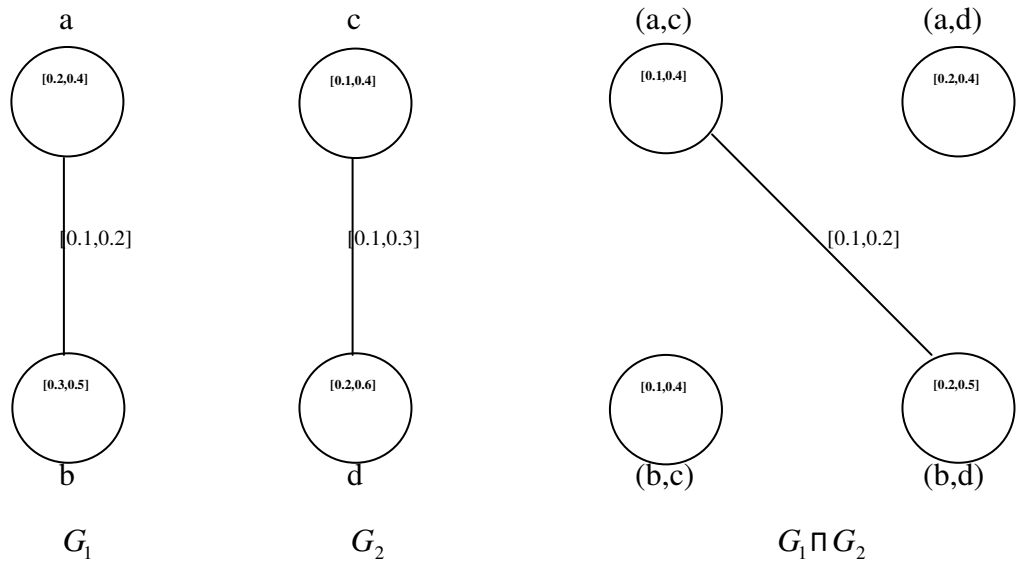 a c (a,c) (a,d)
[0.2,0.4] [0.1,0.4] [0.1,0.4] [0.2,0.4]
[0.1,0.2] [0.1,0.3] [0.1,0.2]
[0.3,0.5] [0.2,0.6] [0.1,0.4] [0.2,0.5]
b d (b,c) (b,d)
G₁ G₂ G₁⊓G₂